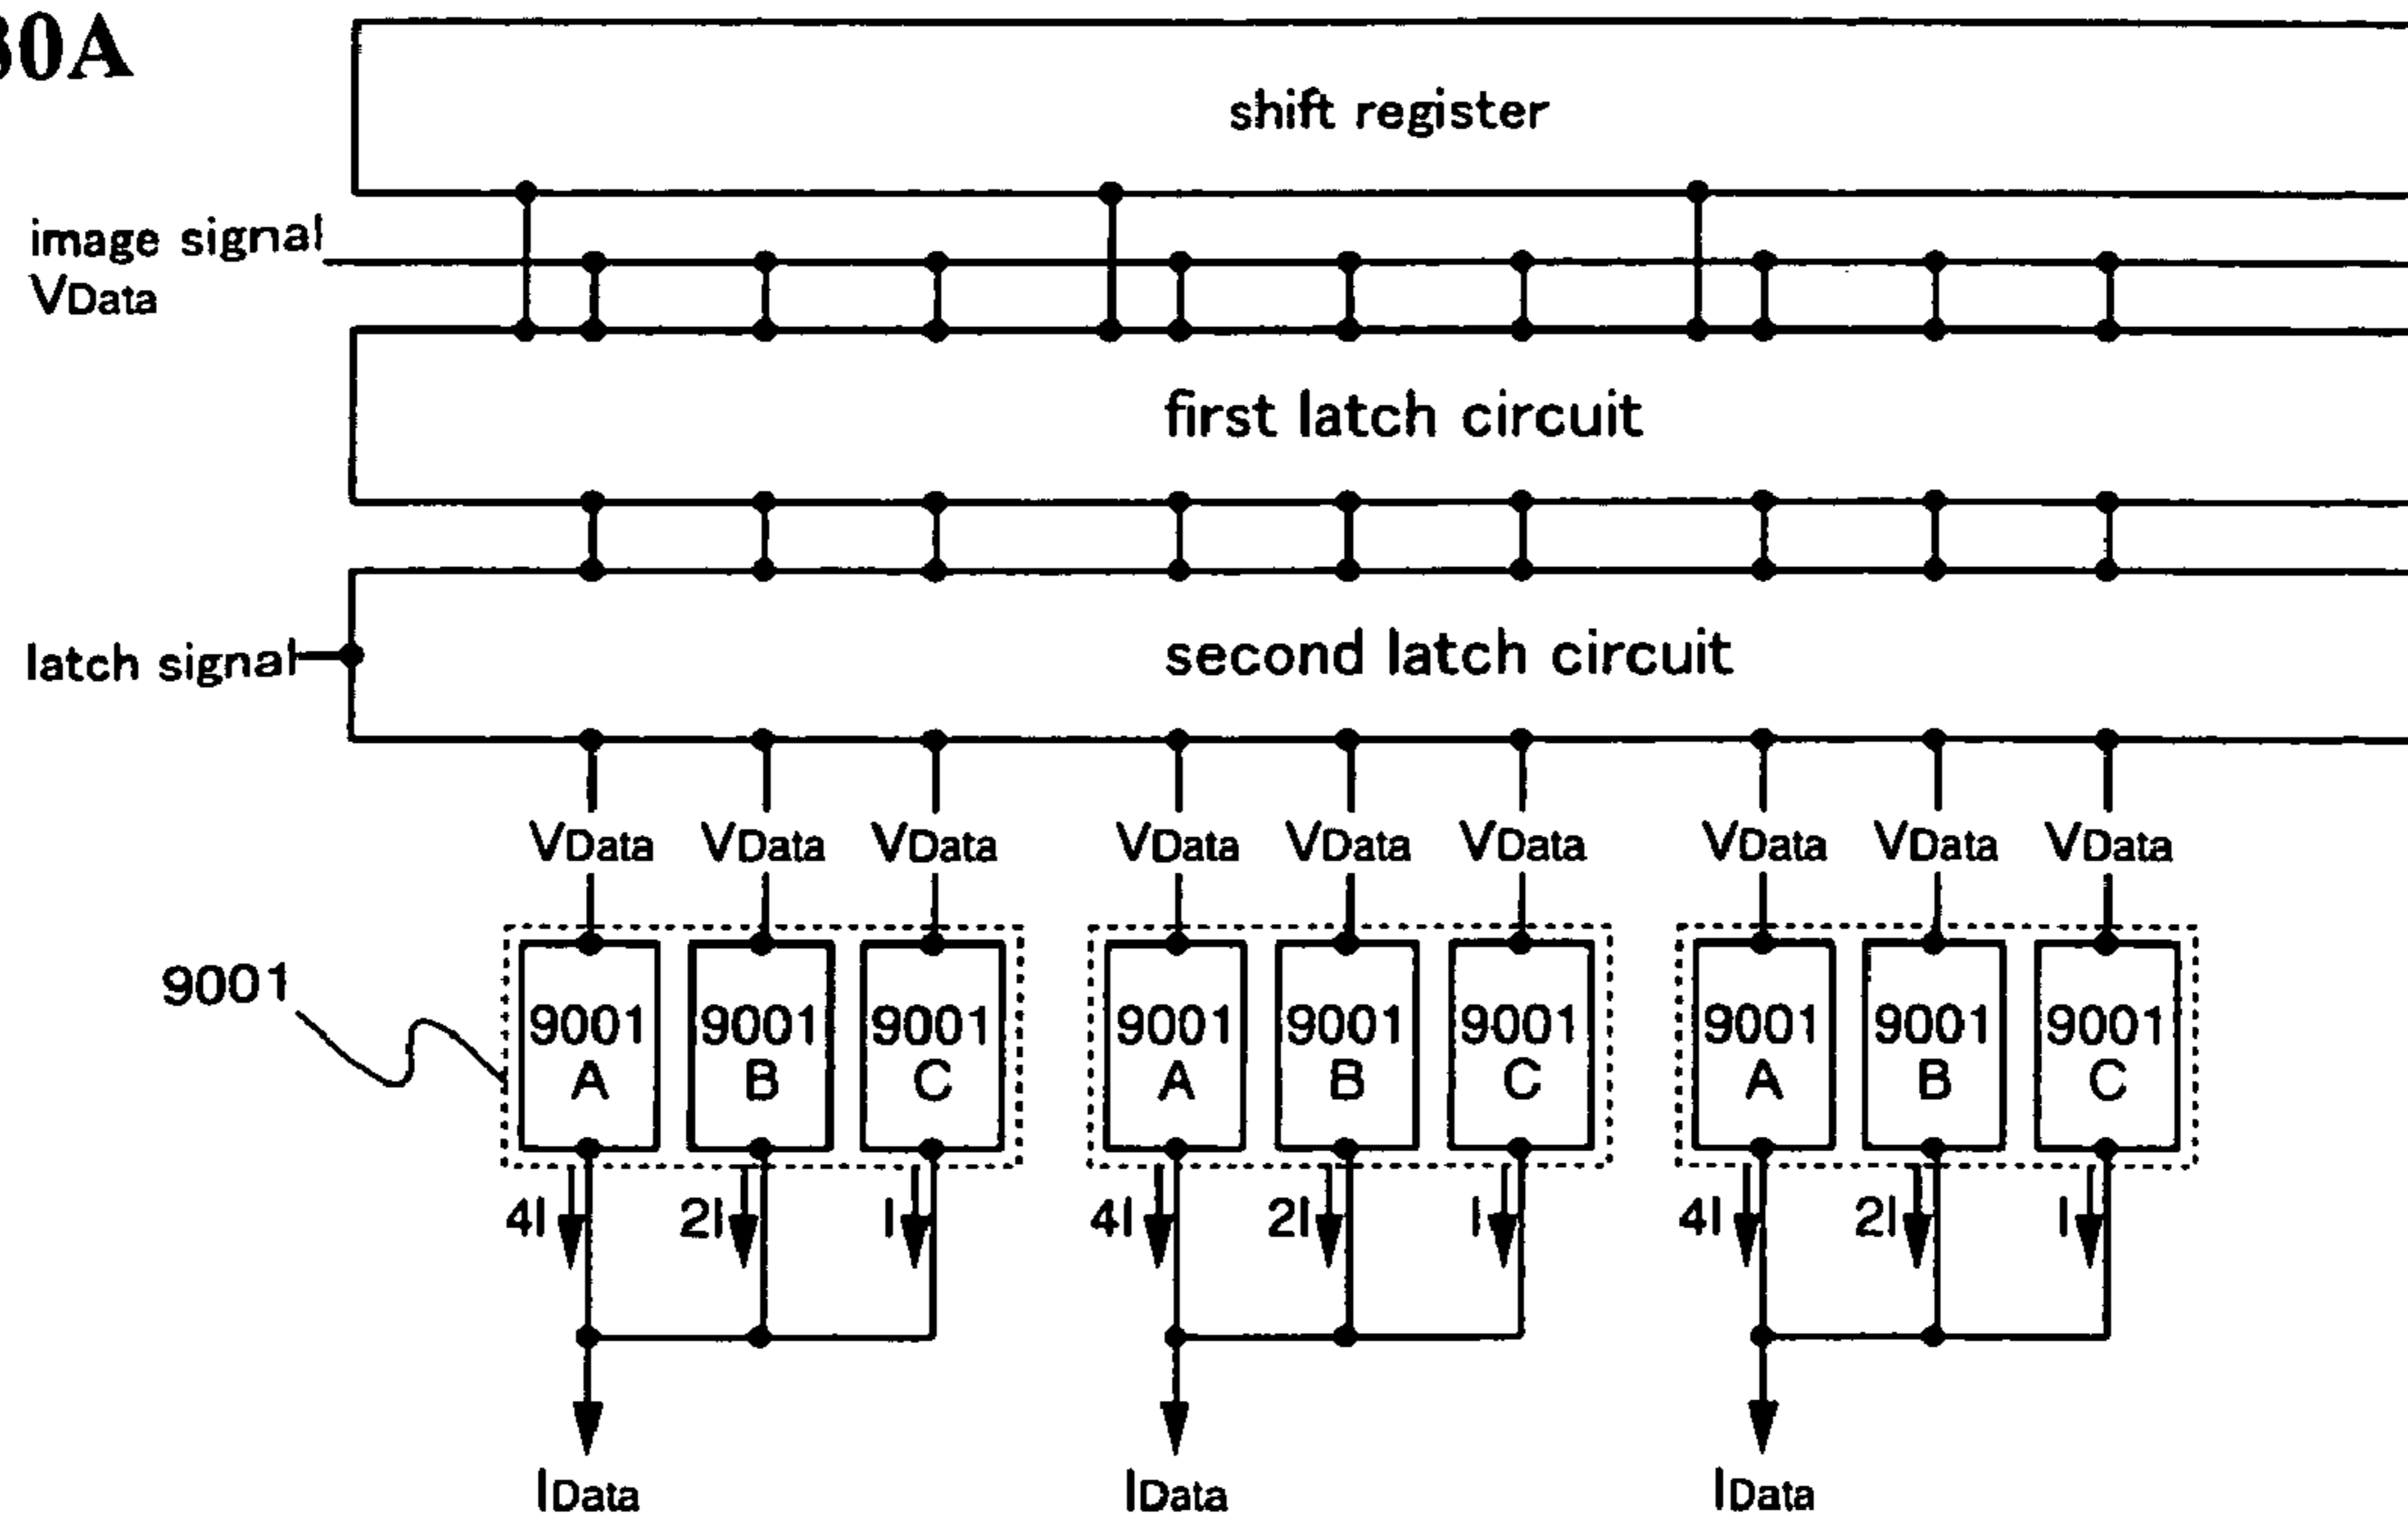 30A
shift register
image signal
VData
first latch circuit
latch signal
second latch circuit
VData VData VData VData VData VData VData VData VData
9001
9001 9001 9001 9001 9001 9001 9001 9001 9001
A B C A B C A B C
4I 2I I 4I 2I I 4I 2I I
IData IData IData